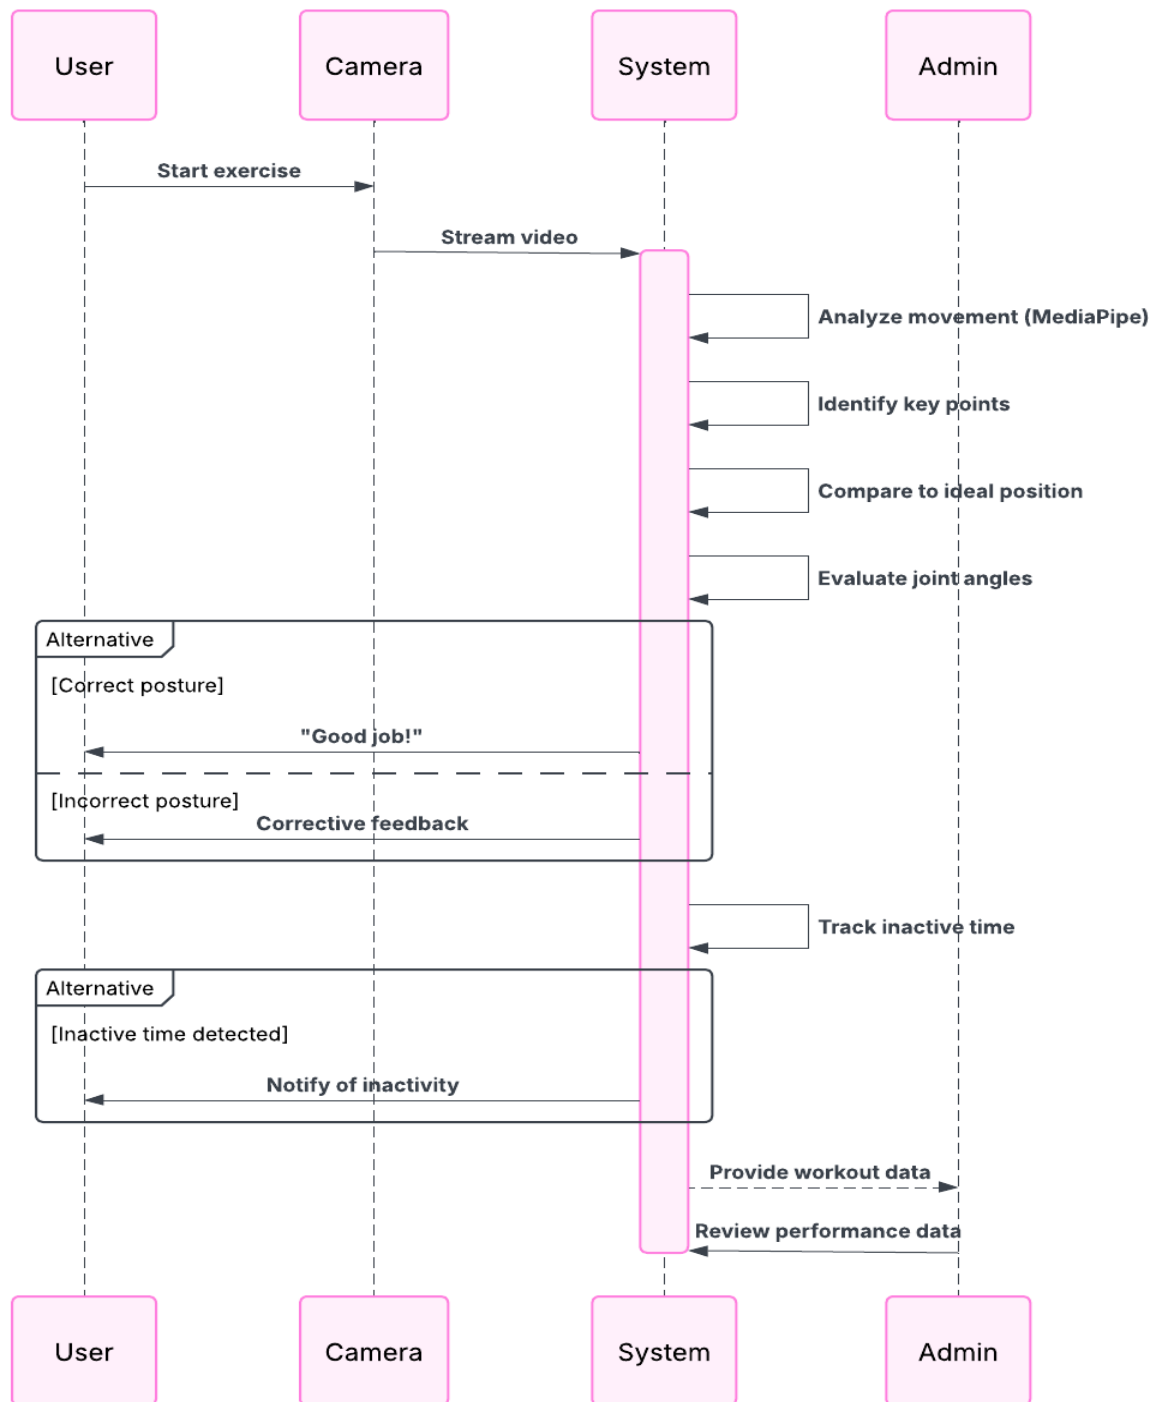 User
Camera
System
Admin
Start exercise
Stream video
Analyze movement (MediaPipe)
Identify key points
Compare to ideal position
Evaluate joint angles
Alternative
[Correct posture]
"Good job!"
[Incorrect posture]
Corrective feedback
Track inactive time
Alternative
[Inactive time detected]
Notify of inactivity
Provide workout data
Review performance data
User
Camera
System
Admin